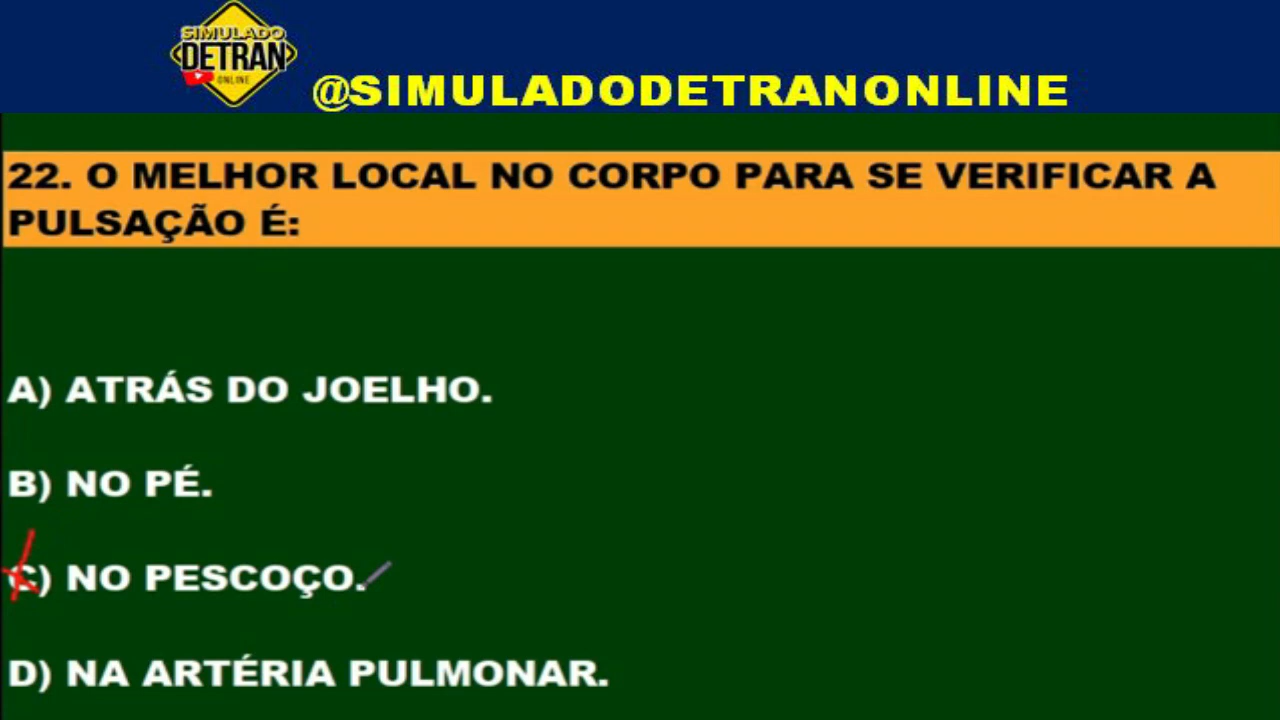 SIMULADO
DETRAN
ONLINE
@SIMULADODETRANONLINE
22. O MELHOR LOCAL NO CORPO PARA SE VERIFICAR A
PULSAÇÃO É:
A) ATRÁS DO JOELHO.
B) NO PÉ.
C) NO PESCOÇO.
D) NA ARTÉRIA PULMONAR.